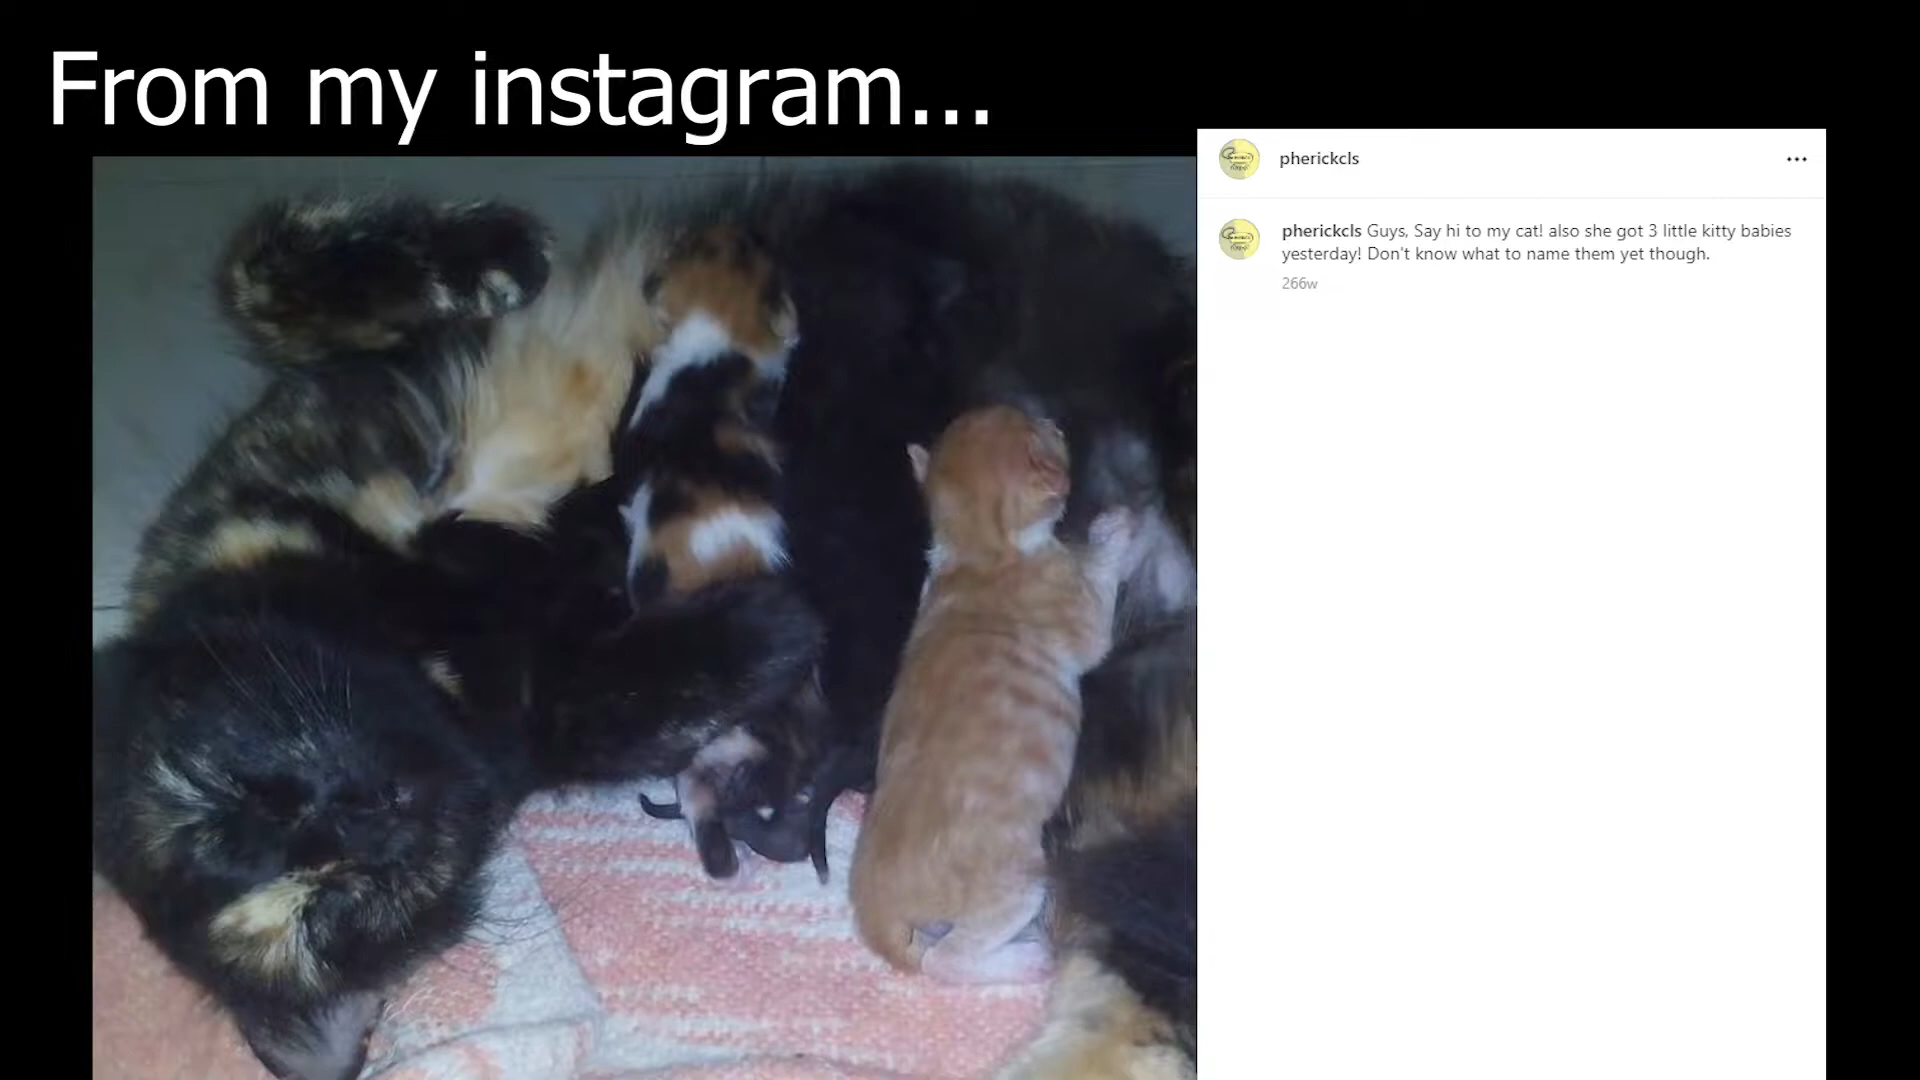 From my instagram...
pherickcls
pherickcls Guys, Say hi to my cat! also she got 3 little kitty babies
yesterday! Don't know what to name them yet though.
266w